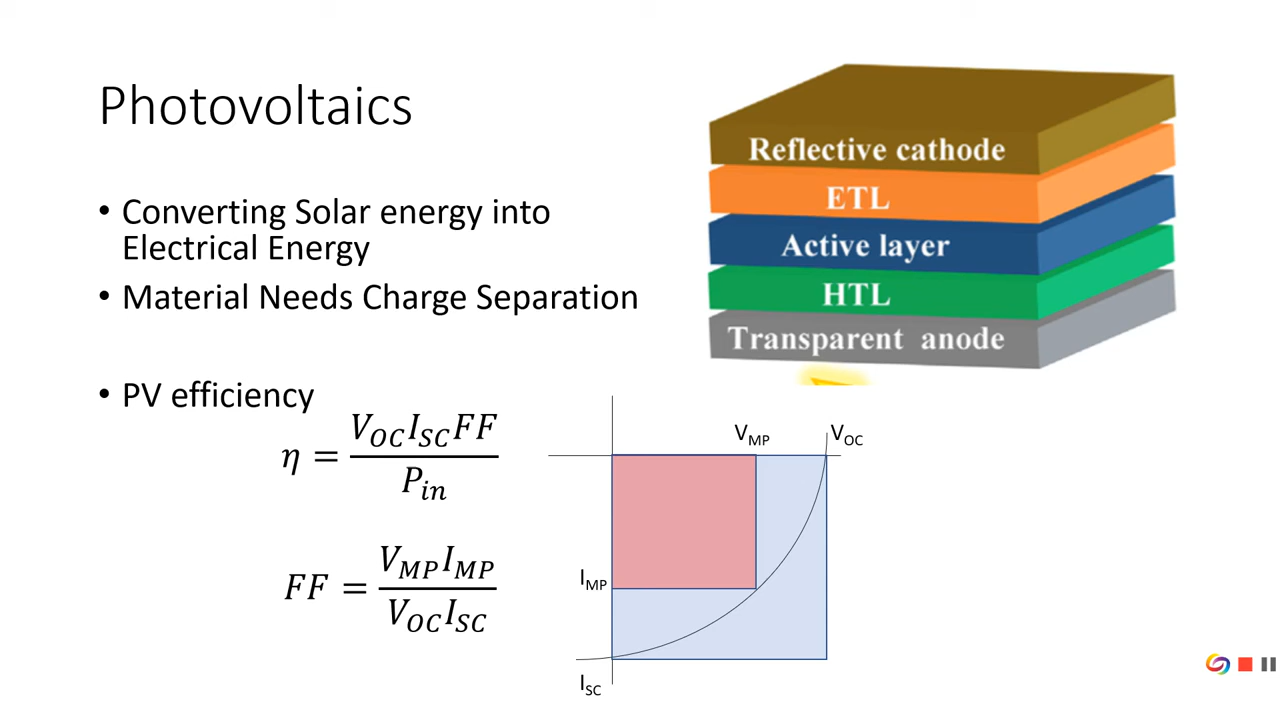 Photovoltaics
• Converting Solar energy into
Electrical Energy
• Material Needs Charge Separation
• PV efficiency
η = V_OC I_SC FF / P_in
FF = V_MP I_MP / V_OC I_SC
Reflective cathode
ETL
Active layer
HTL
Transparent anode
V_MP V_OC
I_MP
I_SC